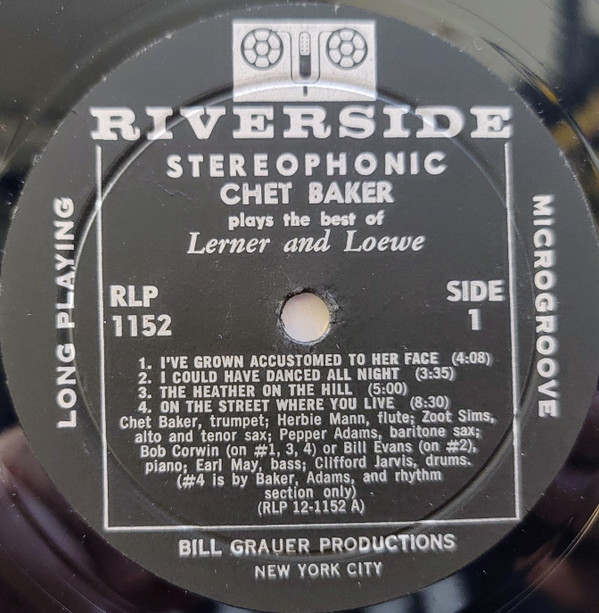 RIVERSIDE
STEREOPHONIC
CHET BAKER
plays the best of
Lerner and Loewe
LONG PLAYING
MICROGROOVE
RLP
1152
SIDE
1
1. I'VE GROWN ACCUSTOMED TO HER FACE (4:08)
2. I COULD HAVE DANCED ALL NIGHT (3:35)
3. THE HEATHER ON THE HILL (5:00)
4. ON THE STREET WHERE YOU LIVE (8:30)
Chet Baker, trumpet; Herbie Mann, flute; Zoot Sims,
alto and tenor sax; Pepper Adams, baritone sax;
Bob Corwin (on #1, 3, 4) or Bill Evans (on #2),
piano; Earl May, bass; Clifford Jarvis, drums.
(#4 is by Baker, Adams, and rhythm
section only)
(RLP 12-1152 A)
BILL GRAUER PRODUCTIONS
NEW YORK CITY